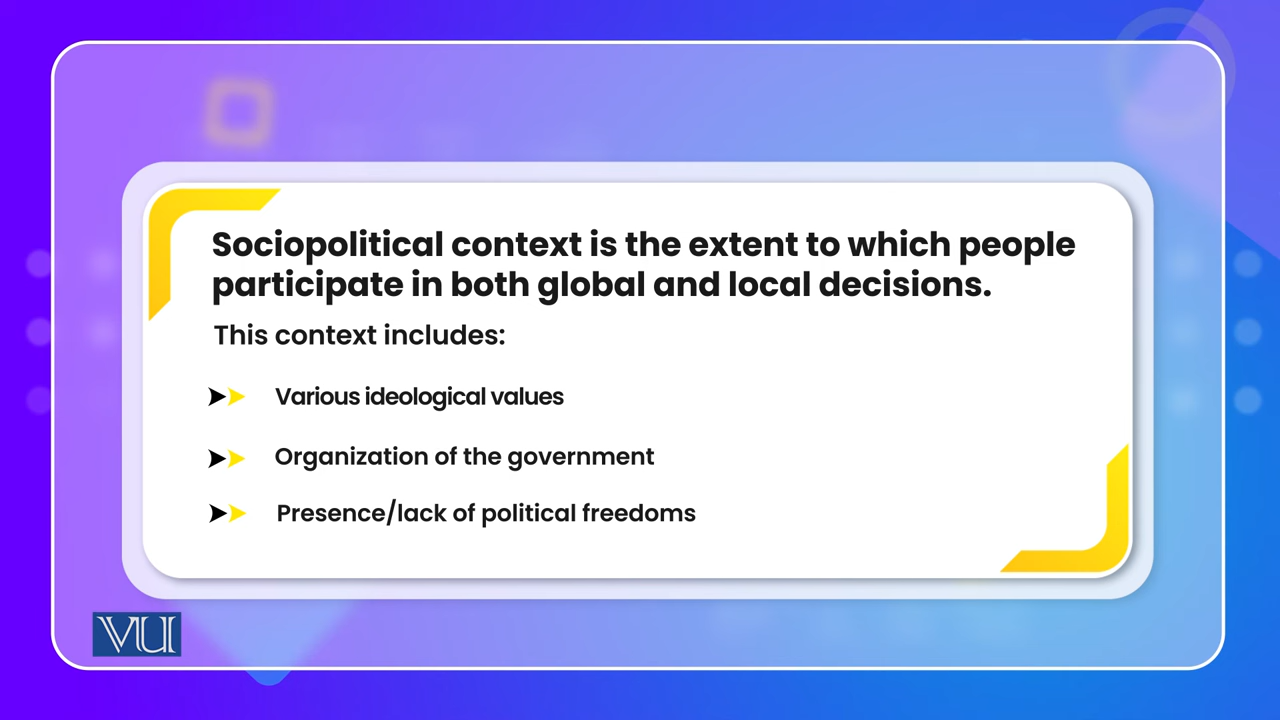 Sociopolitical context is the extent to which people
participate in both global and local decisions.
This context includes:
Various ideological values
Organization of the government
Presence/lack of political freedoms
VU